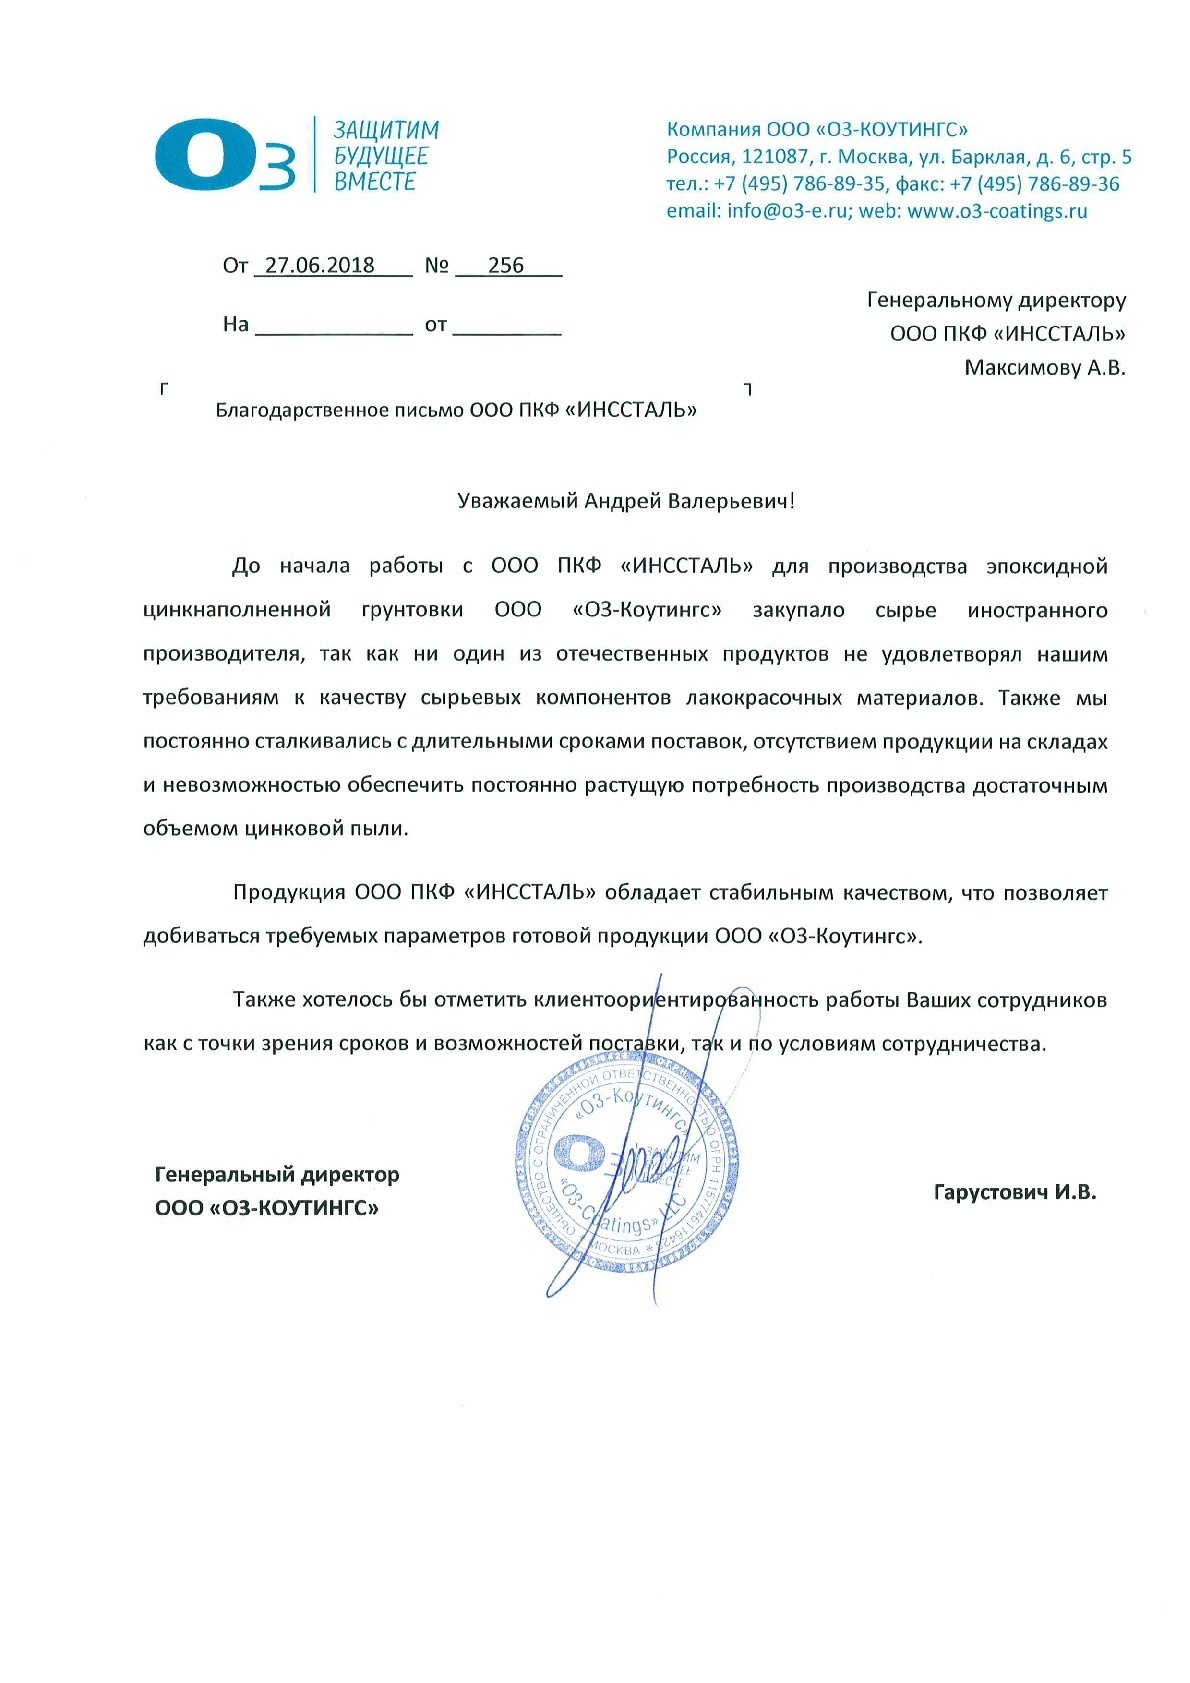 ОЗ
ЗАЩИТИМ
БУДУЩЕЕ
ВМЕСТЕ
Компания ООО «ОЗ-КОУТИНГС»
Россия, 121087, г. Москва, ул. Барклая, д. 6, стр. 5
тел.: +7 (495) 786-89-35, факс: +7 (495) 786-89-36
email: info@o3-e.ru; web: www.o3-coatings.ru
От 27.06.2018 № 256
На ______ от ______
Генеральному директору
ООО ПКФ «ИНССТАЛЬ»
Максимову А.В.
Благодарственное письмо ООО ПКФ «ИНССТАЛЬ»
Уважаемый Андрей Валерьевич!
До начала работы с ООО ПКФ «ИНССТАЛЬ» для производства эпоксидной
цинкнаполненной грунтовки ООО «ОЗ-Коутингс» закупало сырье иностранного
производителя, так как ни один из отечественных продуктов не удовлетворял нашим
требованиям к качеству сырьевых компонентов лакокрасочных материалов. Также мы
постоянно сталкивались с длительными сроками поставок, отсутствием продукции на складах
и невозможностью обеспечить постоянно растущую потребность производства достаточным
объемом цинковой пыли.
Продукция ООО ПКФ «ИНССТАЛЬ» обладает стабильным качеством, что позволяет
добиваться требуемых параметров готовой продукции ООО «ОЗ-Коутингс».
Также хотелось бы отметить клиентоориентированность работы Ваших сотрудников
как с точки зрения сроков и возможностей поставки, так и по условиям сотрудничества.
Генеральный директор
ООО «ОЗ-КОУТИНГС»
ОБЩЕСТВО С ОГРАНИЧЕННОЙ ОТВЕТСТВЕННОСТЬЮ ОГРН
* МОСКВА *
«ОЗ-Коутингс»
ОЗ
«O3-Coatings» LLC
Гарустович И.В.